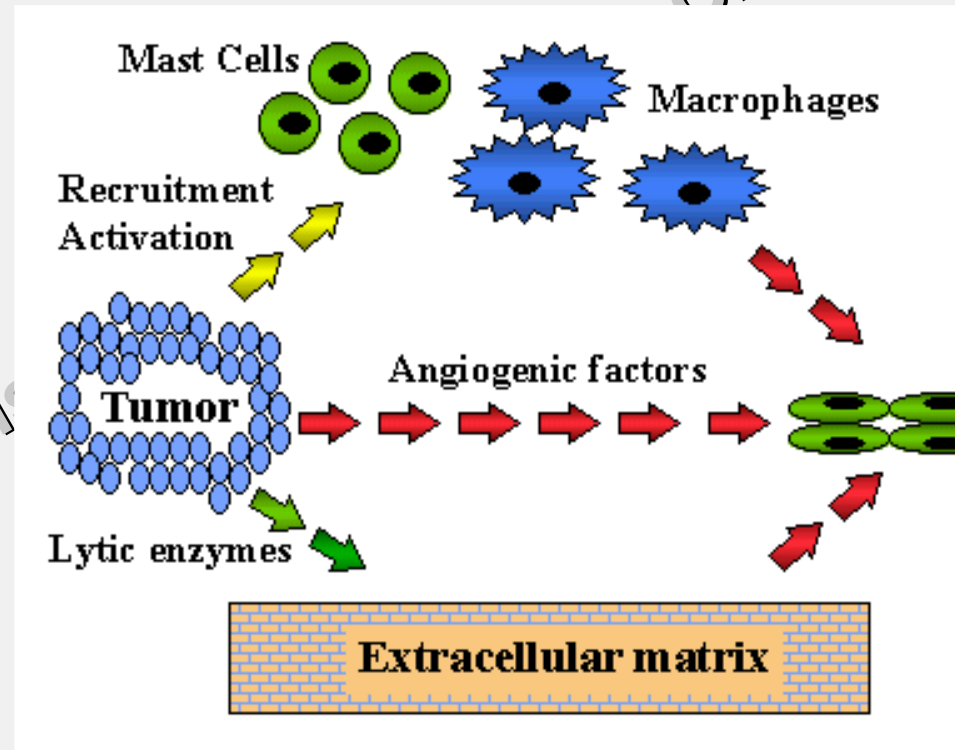 Mast Cells
Macrophages
Recruitment
Activation
Angiogenic factors
Tumor
Lytic enzymes
Extracellular matrix